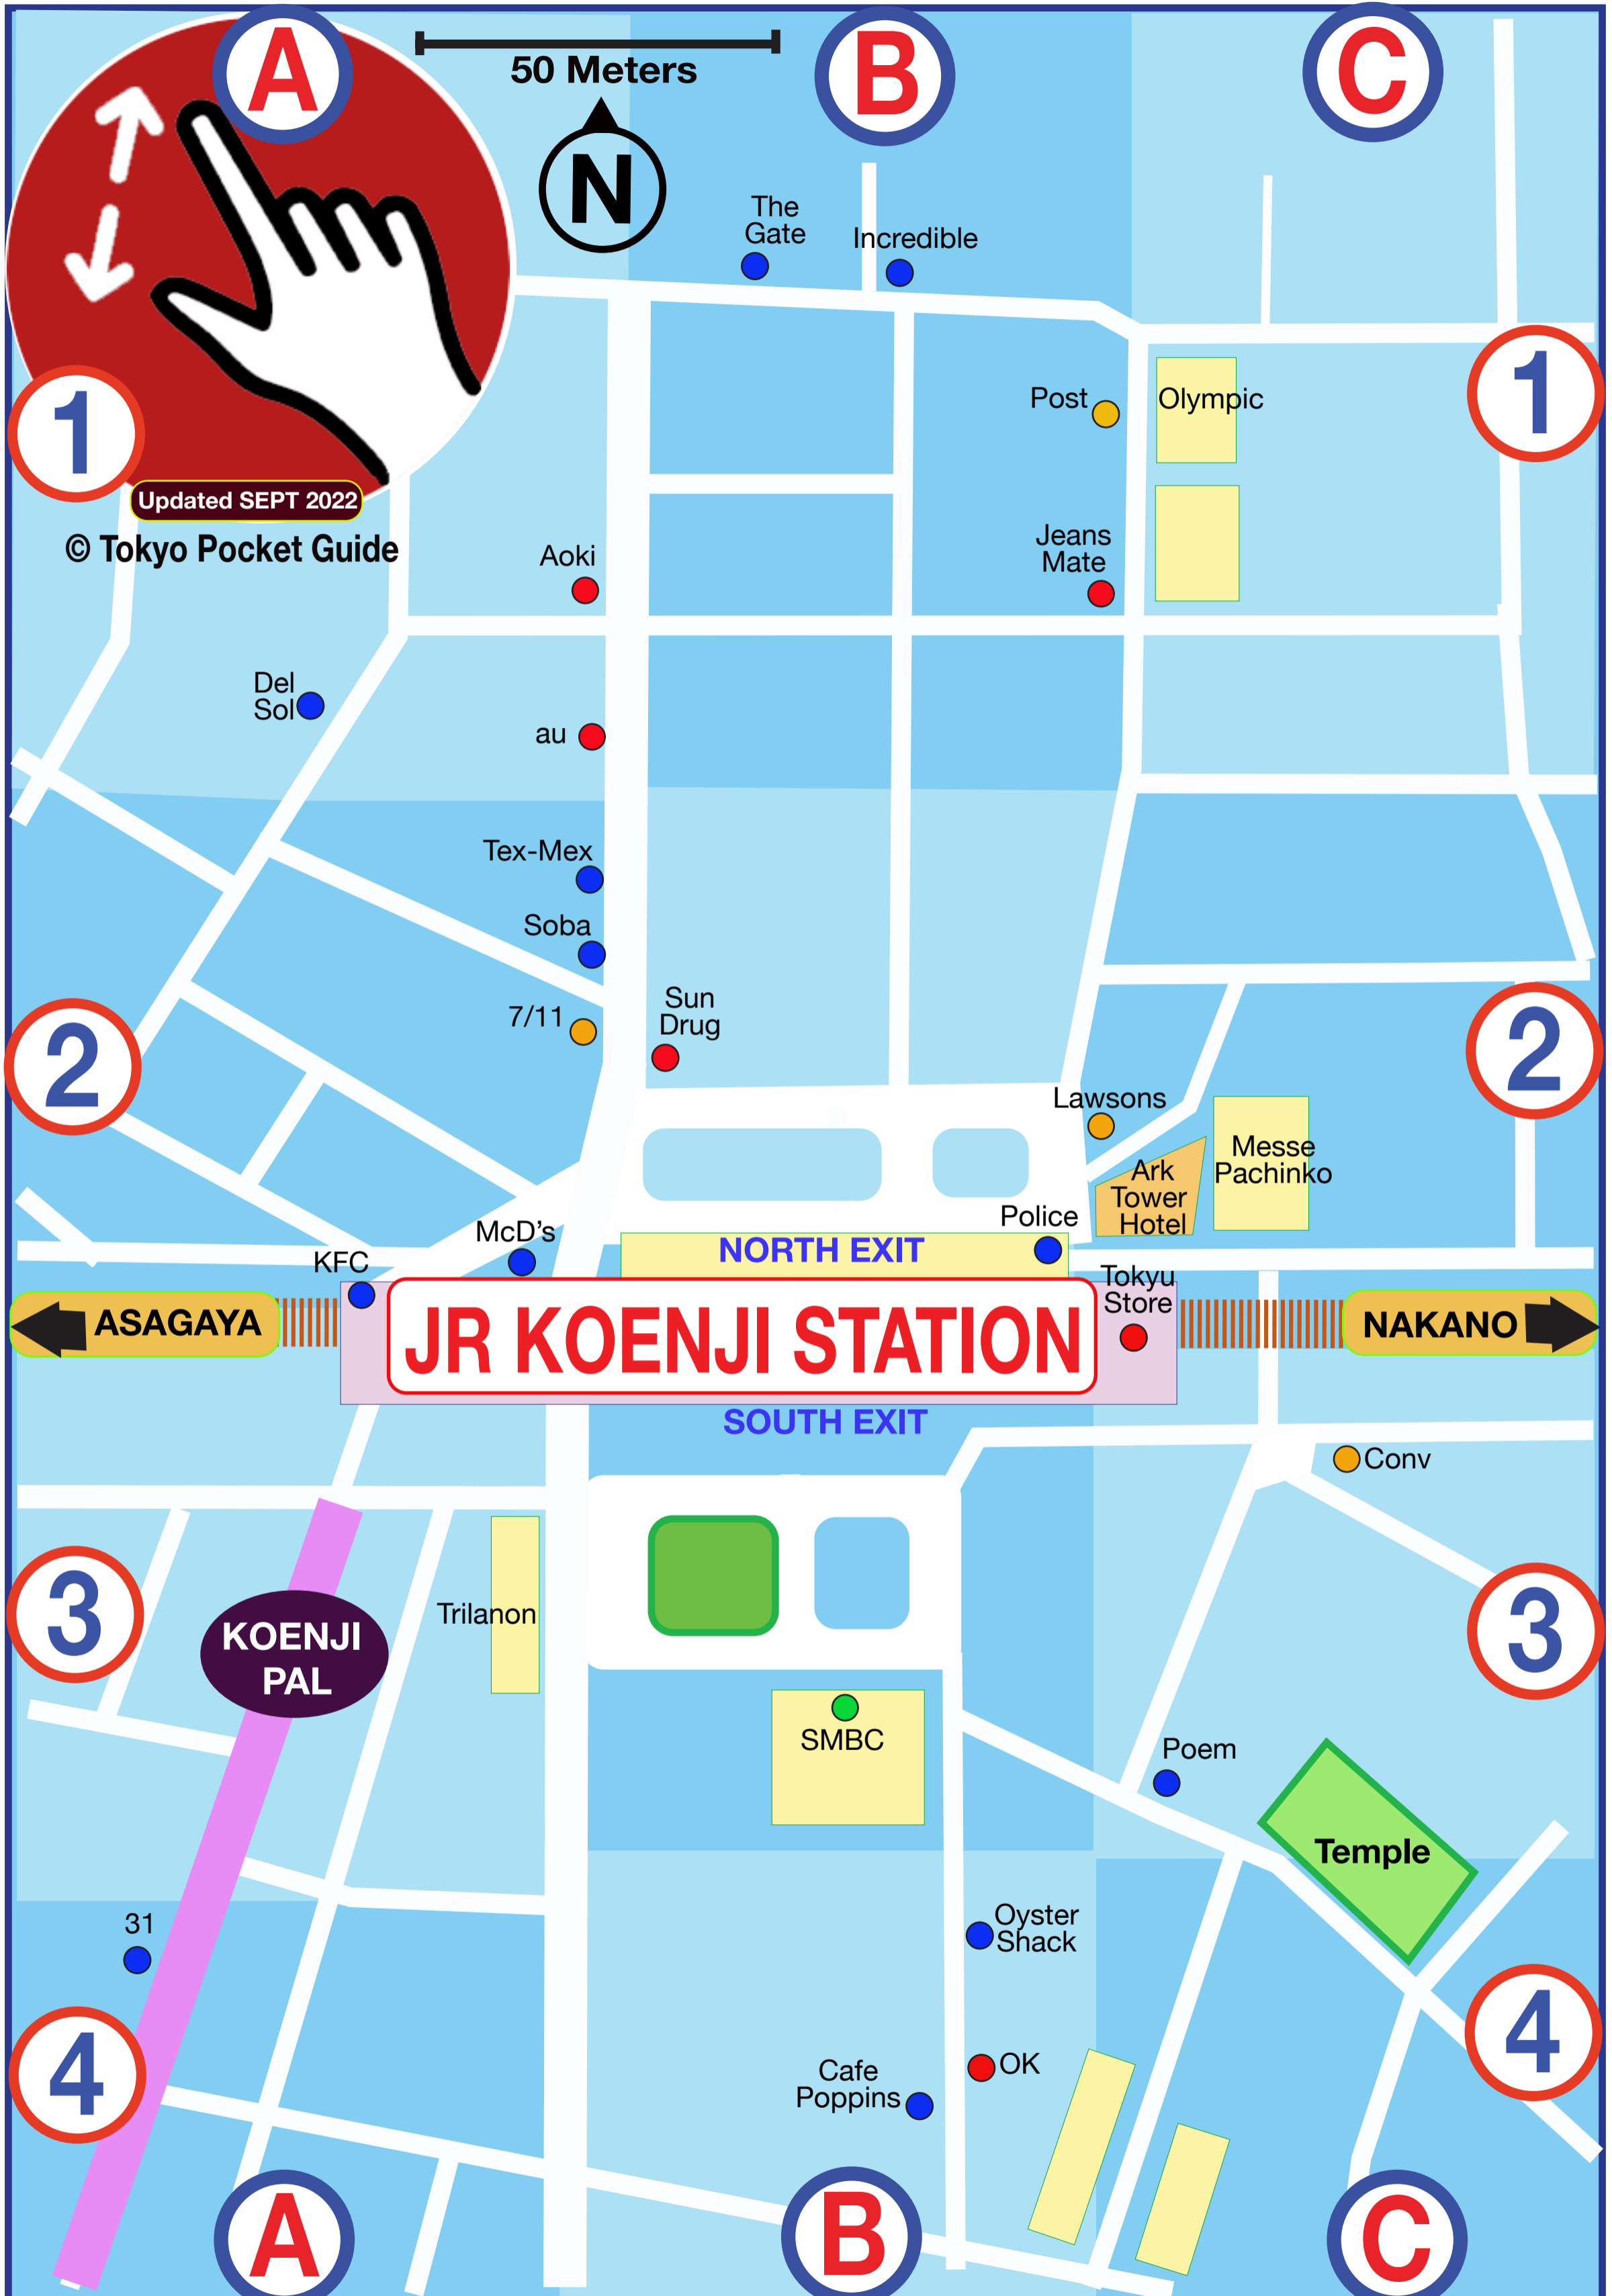 A
B
C
50 Meters
N
The
Gate
Incredible
1
Post
Olympic
1
Updated SEPT 2022
© Tokyo Pocket Guide
Aoki
Jeans
Mate
Del
Sol
au
Tex-Mex
Soba
7/11
Sun
Drug
2
2
Lawsons
Messe
Pachinko
Ark
Tower
Hotel
Police
McD's
NORTH EXIT
KFC
Tokyu
Store
ASAGAYA
JR KOENJI STATION
NAKANO
SOUTH EXIT
Conv
3
Trilanon
3
KOENJI
PAL
SMBC
Poem
Temple
31
Oyster
Shack
4
4
OK
Cafe
Poppins
A
B
C